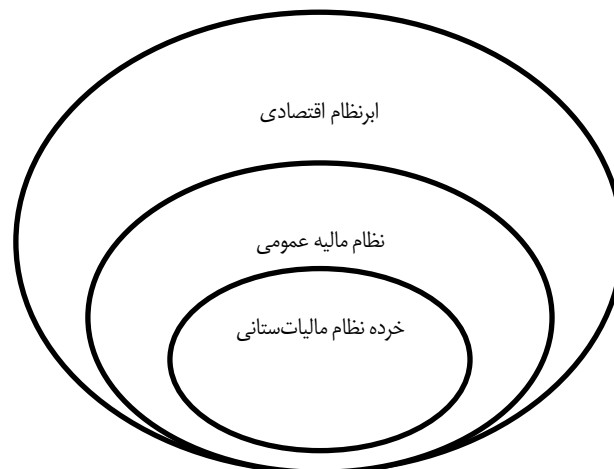 ابرنظام اقتصادی
نظام مالیه عمومی
خرده نظام مالیات‌ستانی